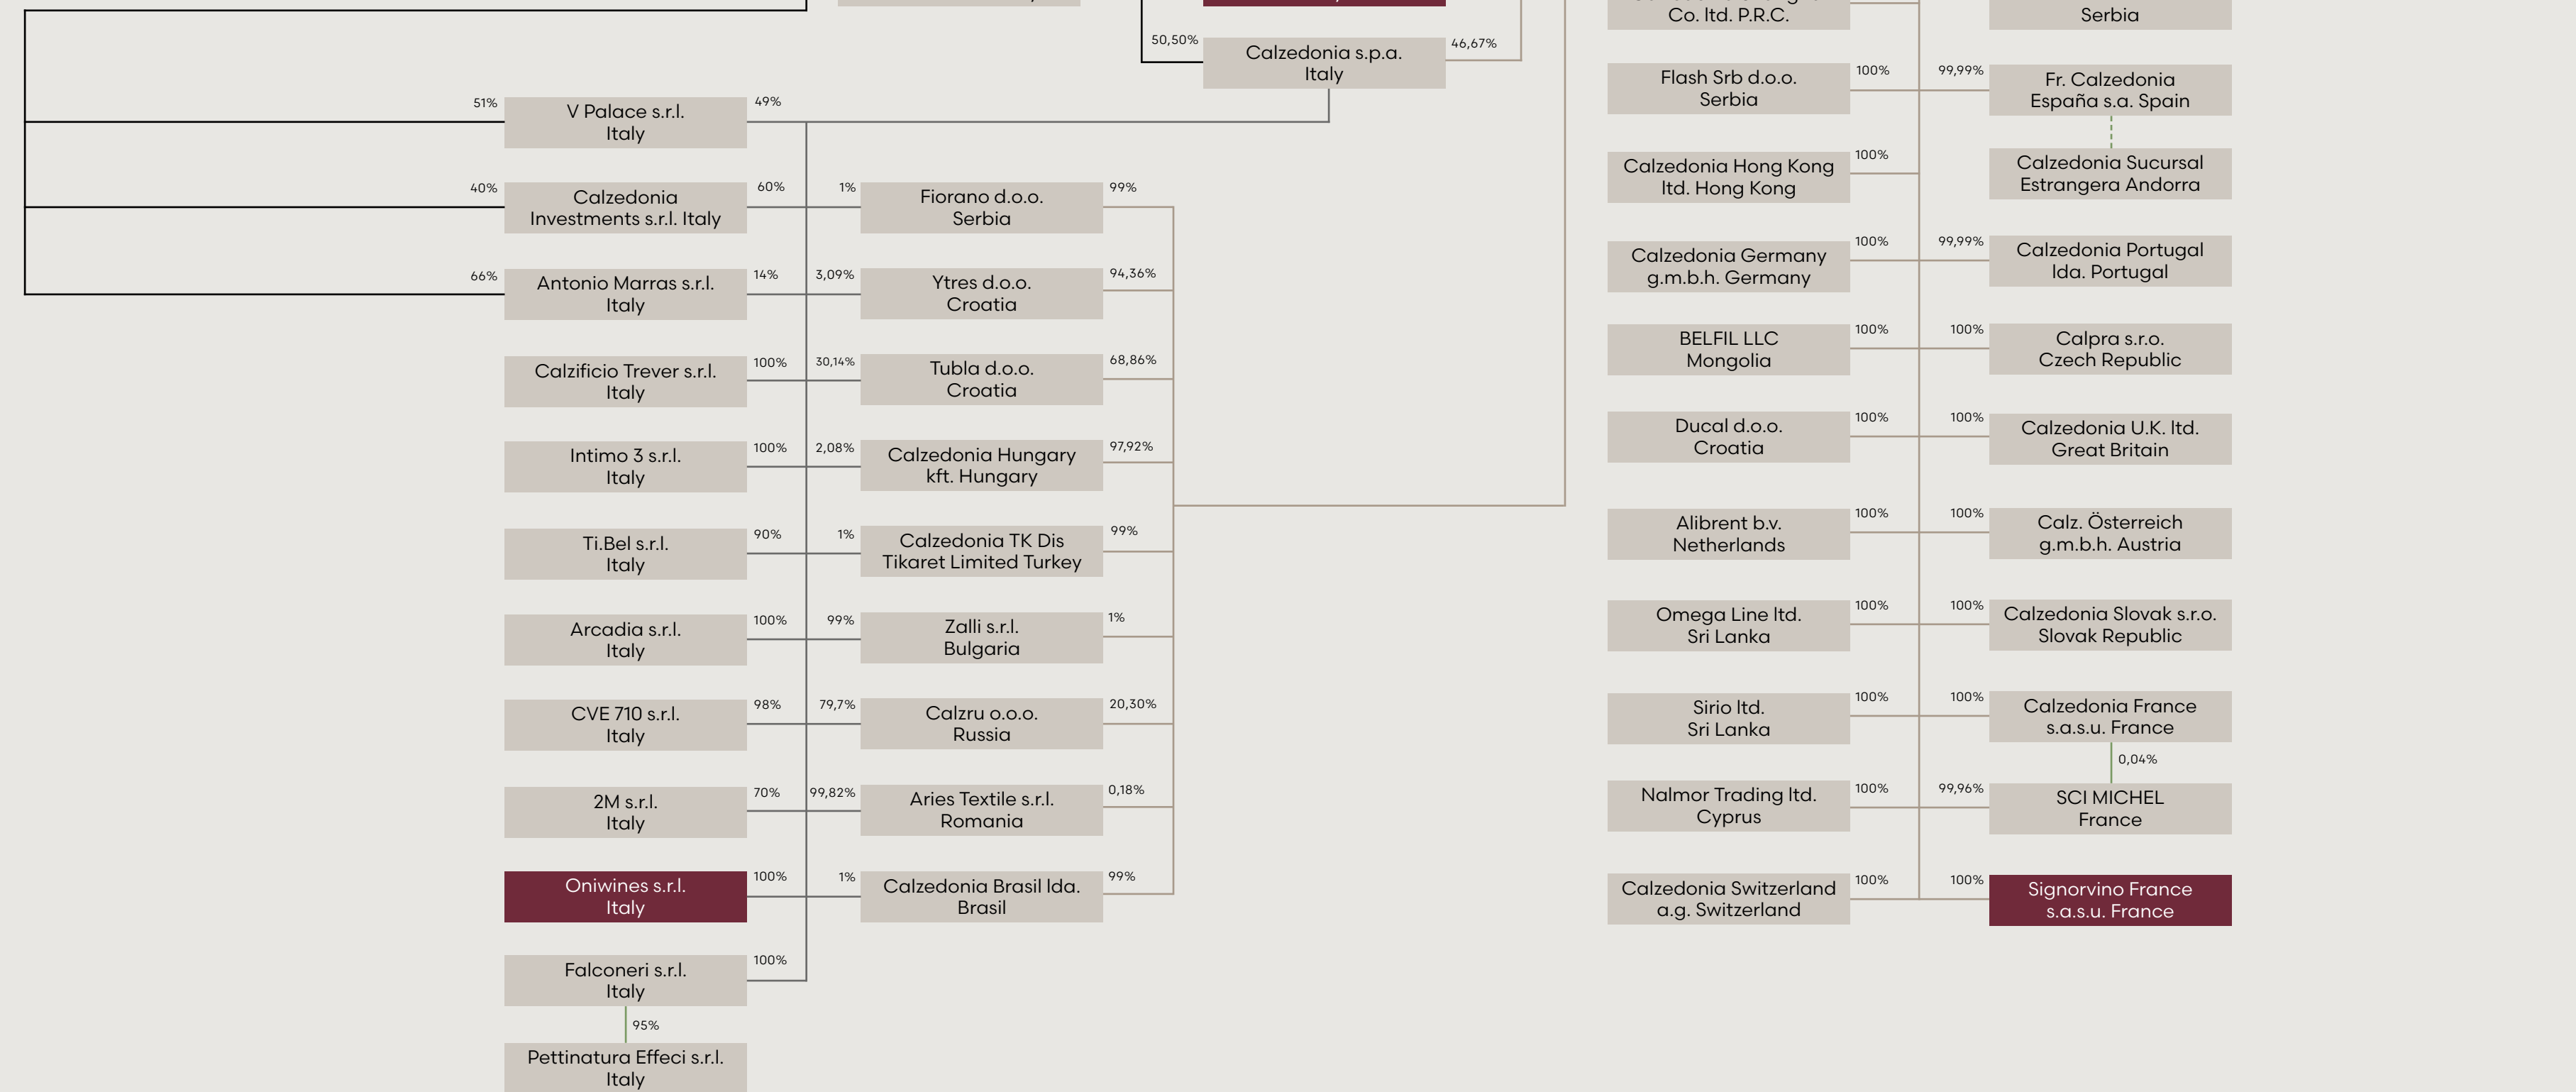 50,50%
Calzedonia s.p.a.
Italy
46,67%
51%
V Palace s.r.l.
Italy
49%
40%
Calzedonia
Investments s.r.l. Italy
60%
66%
Antonio Marras s.r.l.
Italy
14%
Calzificio Trever s.r.l.
Italy
100%
Intimo 3 s.r.l.
Italy
100%
Ti.Bel s.r.l.
Italy
90%
Arcadia s.r.l.
Italy
100%
CVE 710 s.r.l.
Italy
98%
2M s.r.l.
Italy
70%
Oniwines s.r.l.
Italy
100%
Falconeri s.r.l.
Italy
100%
95%
Pettinatura Effeci s.r.l.
Italy
1%
Fiorano d.o.o.
Serbia
99%
3,09%
Ytres d.o.o.
Croatia
94,36%
30,14%
Tubla d.o.o.
Croatia
68,86%
2,08%
Calzedonia Hungary
kft. Hungary
97,92%
1%
Calzedonia TK Dis
Tikaret Limited Turkey
99%
99%
Zalli s.r.l.
Bulgaria
1%
79,7%
Calzru o.o.o.
Russia
20,30%
99,82%
Aries Textile s.r.l.
Romania
0,18%
1%
Calzedonia Brasil lda.
Brasil
99%
Co. ltd. P.R.C.
Flash Srb d.o.o.
Serbia
100%
Calzedonia Hong Kong
ltd. Hong Kong
100%
Calzedonia Germany
g.m.b.h. Germany
100%
BELFIL LLC
Mongolia
100%
Ducal d.o.o.
Croatia
100%
Alibrent b.v.
Netherlands
100%
Omega Line ltd.
Sri Lanka
100%
Sirio ltd.
Sri Lanka
100%
Nalmor Trading ltd.
Cyprus
100%
Calzedonia Switzerland
a.g. Switzerland
100%
Serbia
99,99%
Fr. Calzedonia
España s.a. Spain
Calzedonia Sucursal
Estrangera Andorra
99,99%
Calzedonia Portugal
lda. Portugal
100%
Calpra s.r.o.
Czech Republic
100%
Calzedonia U.K. ltd.
Great Britain
100%
Calz. Österreich
g.m.b.h. Austria
100%
Calzedonia Slovak s.r.o.
Slovak Republic
100%
Calzedonia France
s.a.s.u. France
0,04%
99,96%
SCI MICHEL
France
100%
Signorvino France
s.a.s.u. France